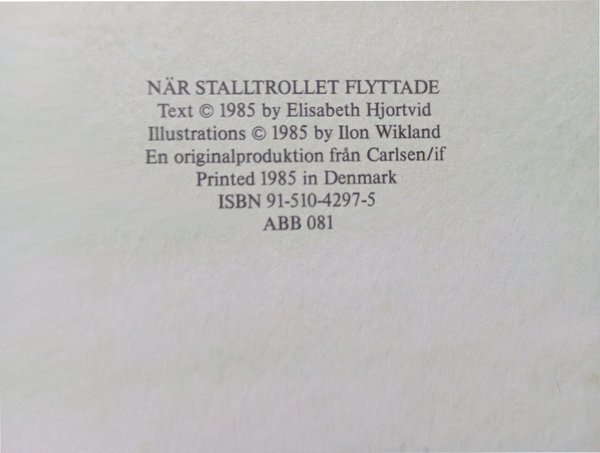 NÄR STALLTROLLET FLYTTADE
Text © 1985 by Elisabeth Hjortvid
Illustrations © 1985 by Ilon Wikland
En originalproduktion från Carlsen/if
Printed 1985 in Denmark
ISBN 91-510-4297-5
ABB 081